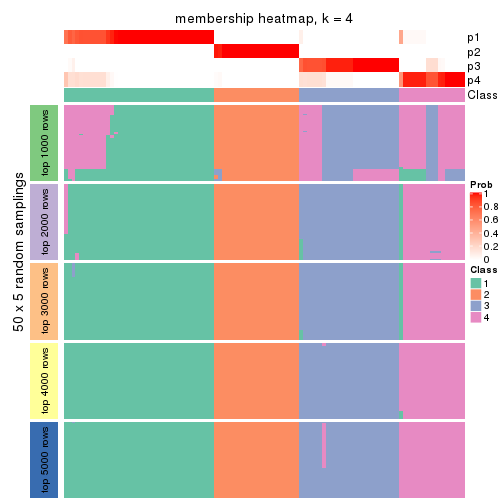 membership heatmap, k = 4
p1
p2
p3
p4
Class
50 x 5 random samplings
top 1000 rows
top 2000 rows
top 3000 rows
top 4000 rows
top 5000 rows
Prob
1
0.8
0.6
0.4
0.2
0
Class
1
2
3
4